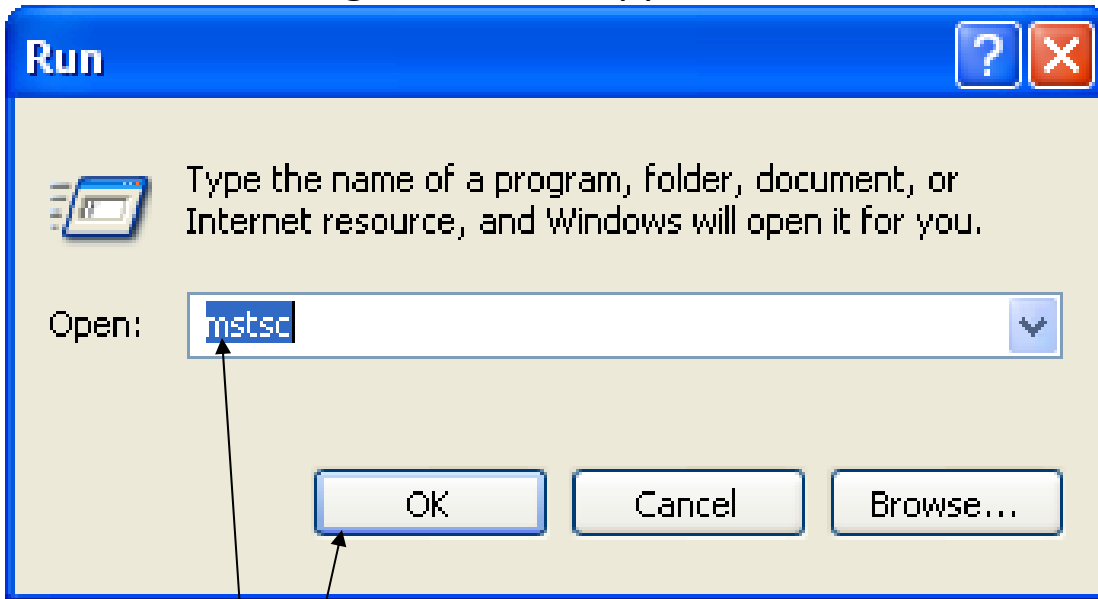 Run
Type the name of a program, folder, document, or
Internet resource, and Windows will open it for you.
Open:
mstsc
OK
Cancel
Browse...